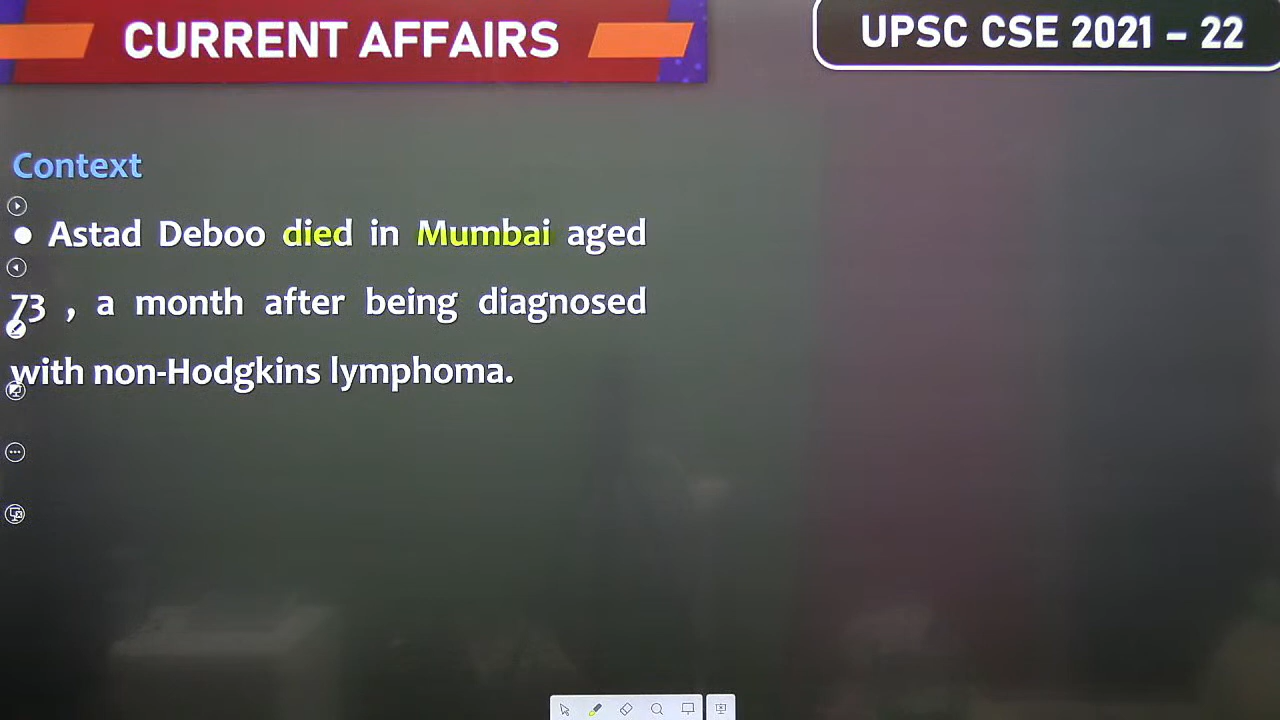 CURRENT AFFAIRS
UPSC CSE 2021 – 22
Context
● Astad Deboo died in Mumbai aged
73 , a month after being diagnosed
with non-Hodgkins lymphoma.